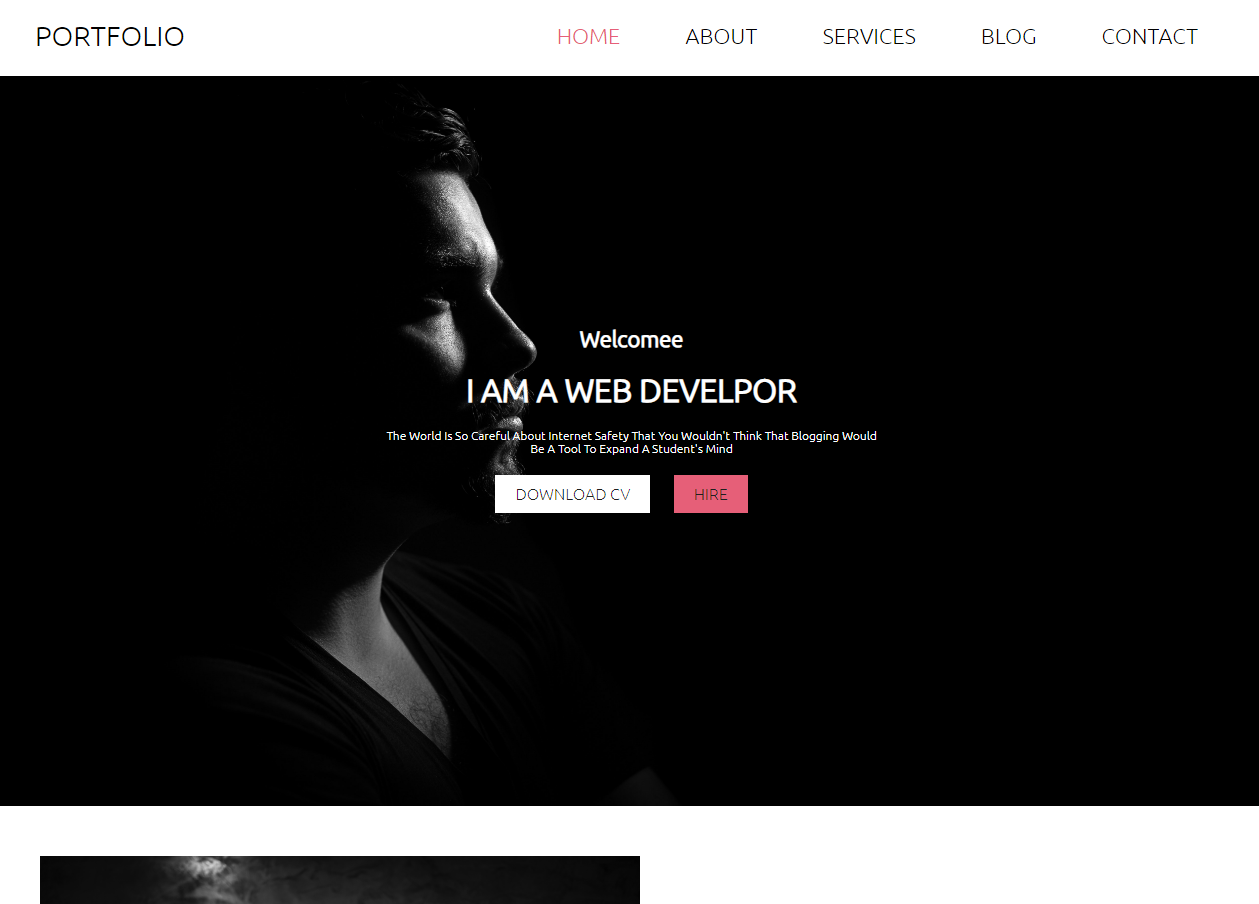 PORTFOLIO HOME ABOUT SERVICES BLOG CONTACT
Welcomee
I AM A WEB DEVELPOR
The World Is So Careful About Internet Safety That You Wouldn't Think That Blogging Would
Be A Tool To Expand A Student's Mind
DOWNLOAD CV HIRE